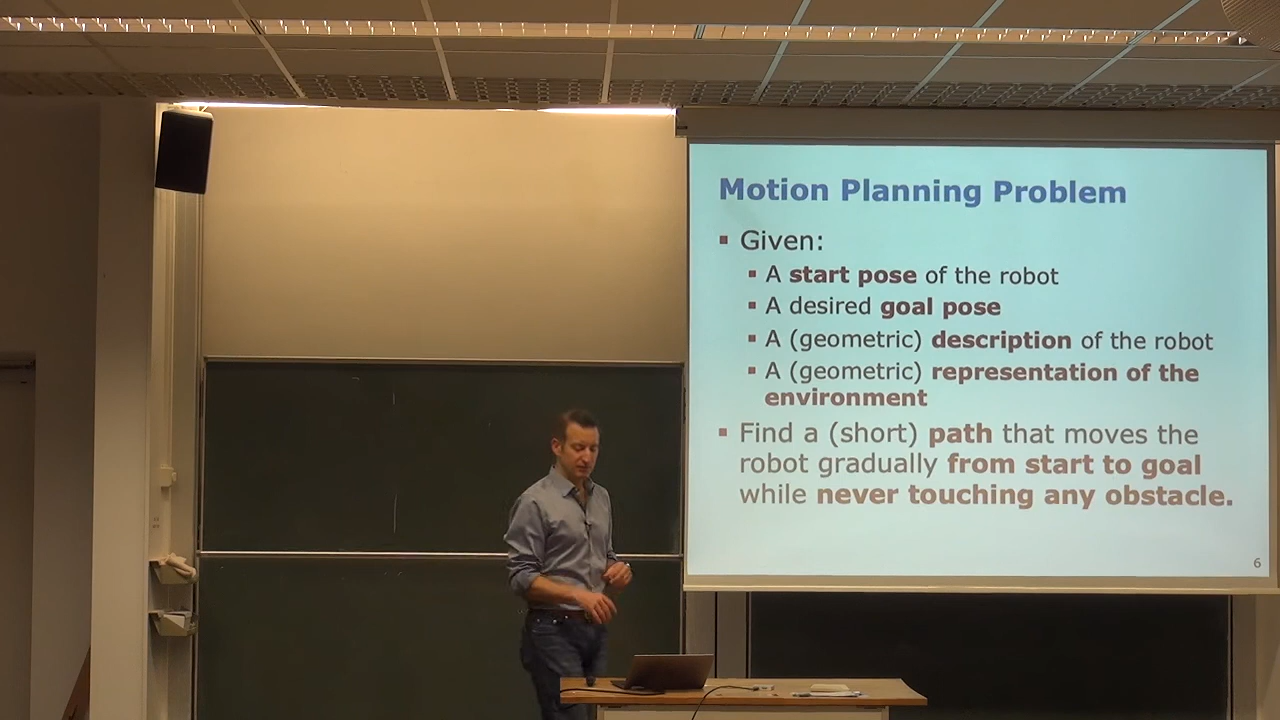 Motion Planning Problem
▪ Given:
▪ A start pose of the robot
▪ A desired goal pose
▪ A (geometric) description of the robot
▪ A (geometric) representation of the
environment
▪ Find a (short) path that moves the
robot gradually from start to goal
while never touching any obstacle.
6